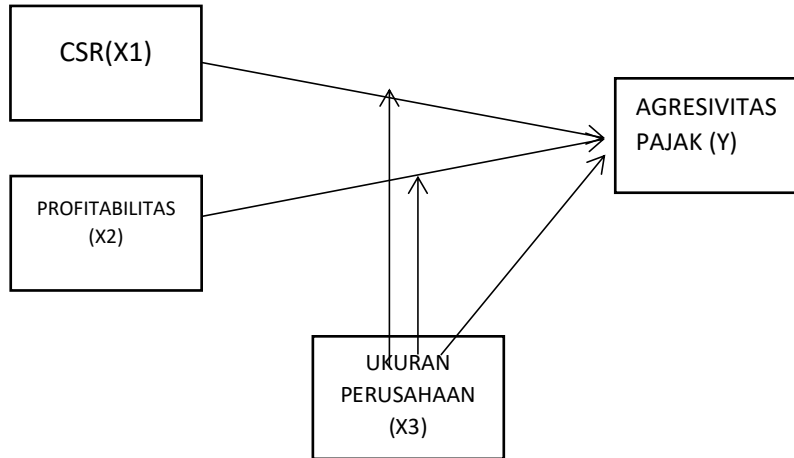 CSR(X1)
AGRESIVITAS
PAJAK (Y)
PROFITABILITAS
(X2)
UKURAN
PERUSAHAAN
(X3)